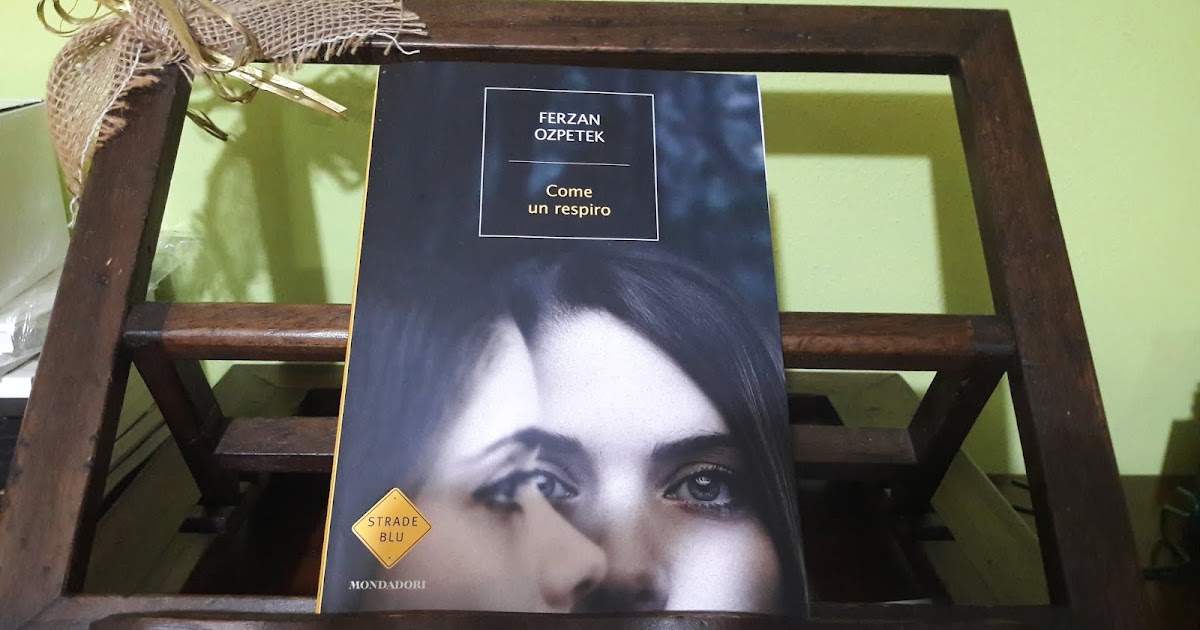 FERZAN
OZPETEK
Come
un respiro
STRADE
BLU
MONDADORI